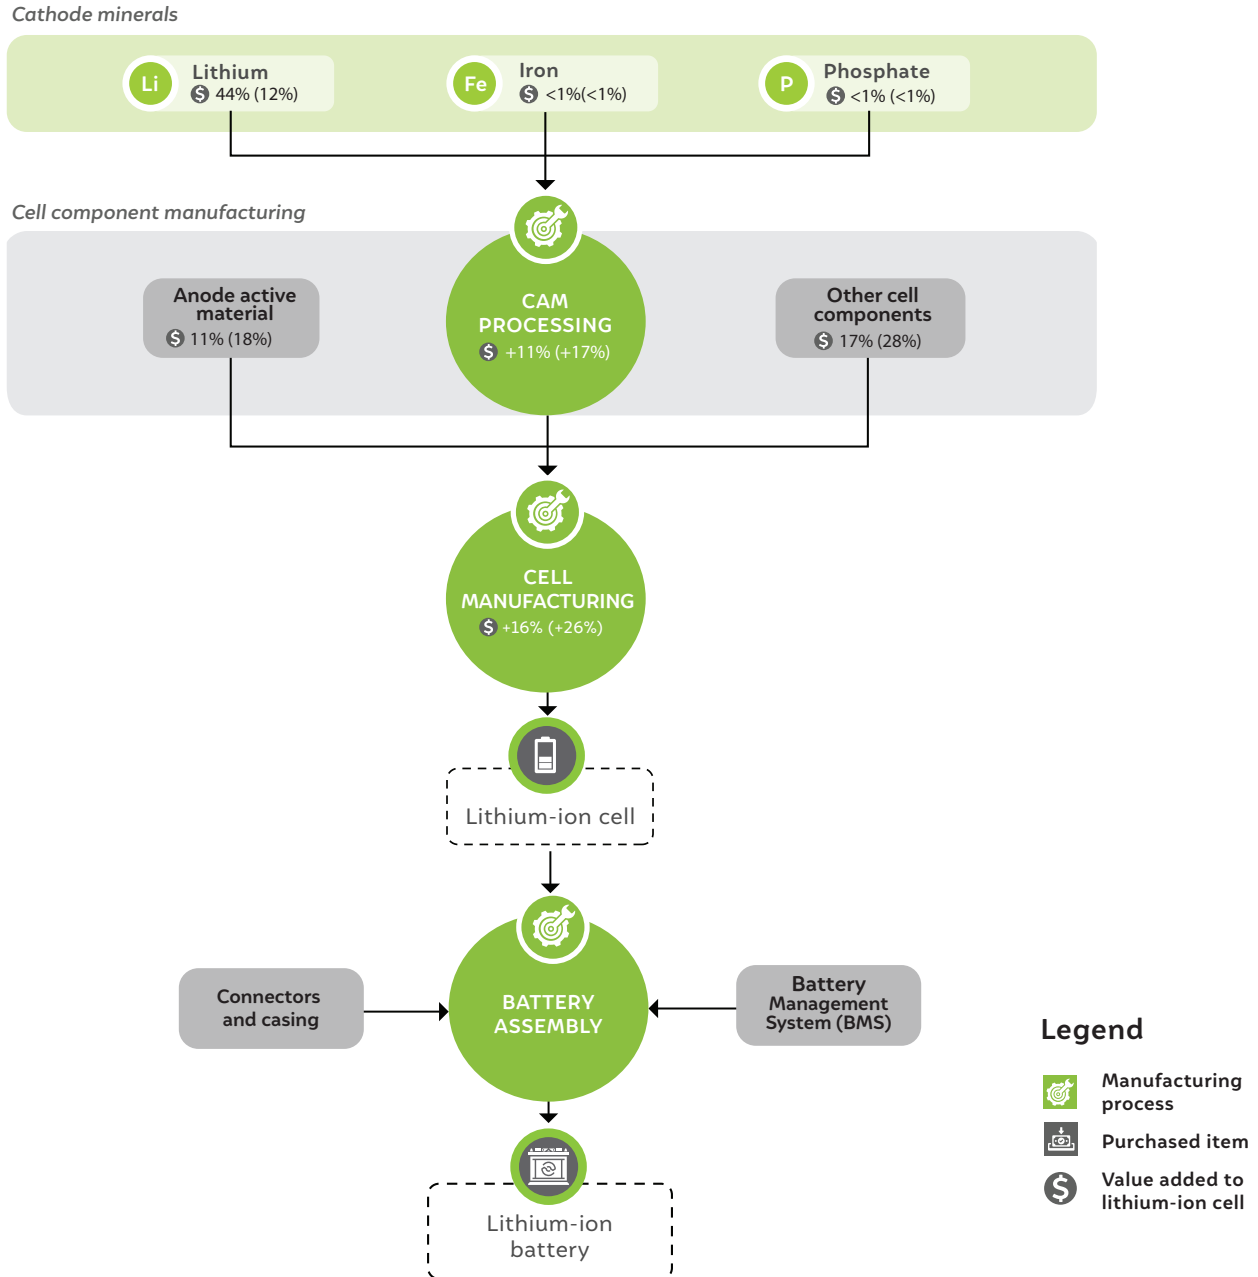 Cathode minerals
Li
Lithium
$ 44% (12%)
Fe
Iron
$ <1%(<1%)
P
Phosphate
$ <1% (<1%)
Cell component manufacturing
Anode active
material
$ 11% (18%)
CAM
PROCESSING
$ +11% (+17%)
Other cell
components
$ 17% (28%)
CELL
MANUFACTURING
$ +16% (+26%)
Lithium-ion cell
Connectors
and casing
BATTERY
ASSEMBLY
Battery
Management
System (BMS)
Lithium-ion
battery
Legend
Manufacturing
process
Purchased item
$
Value added to
lithium-ion cell